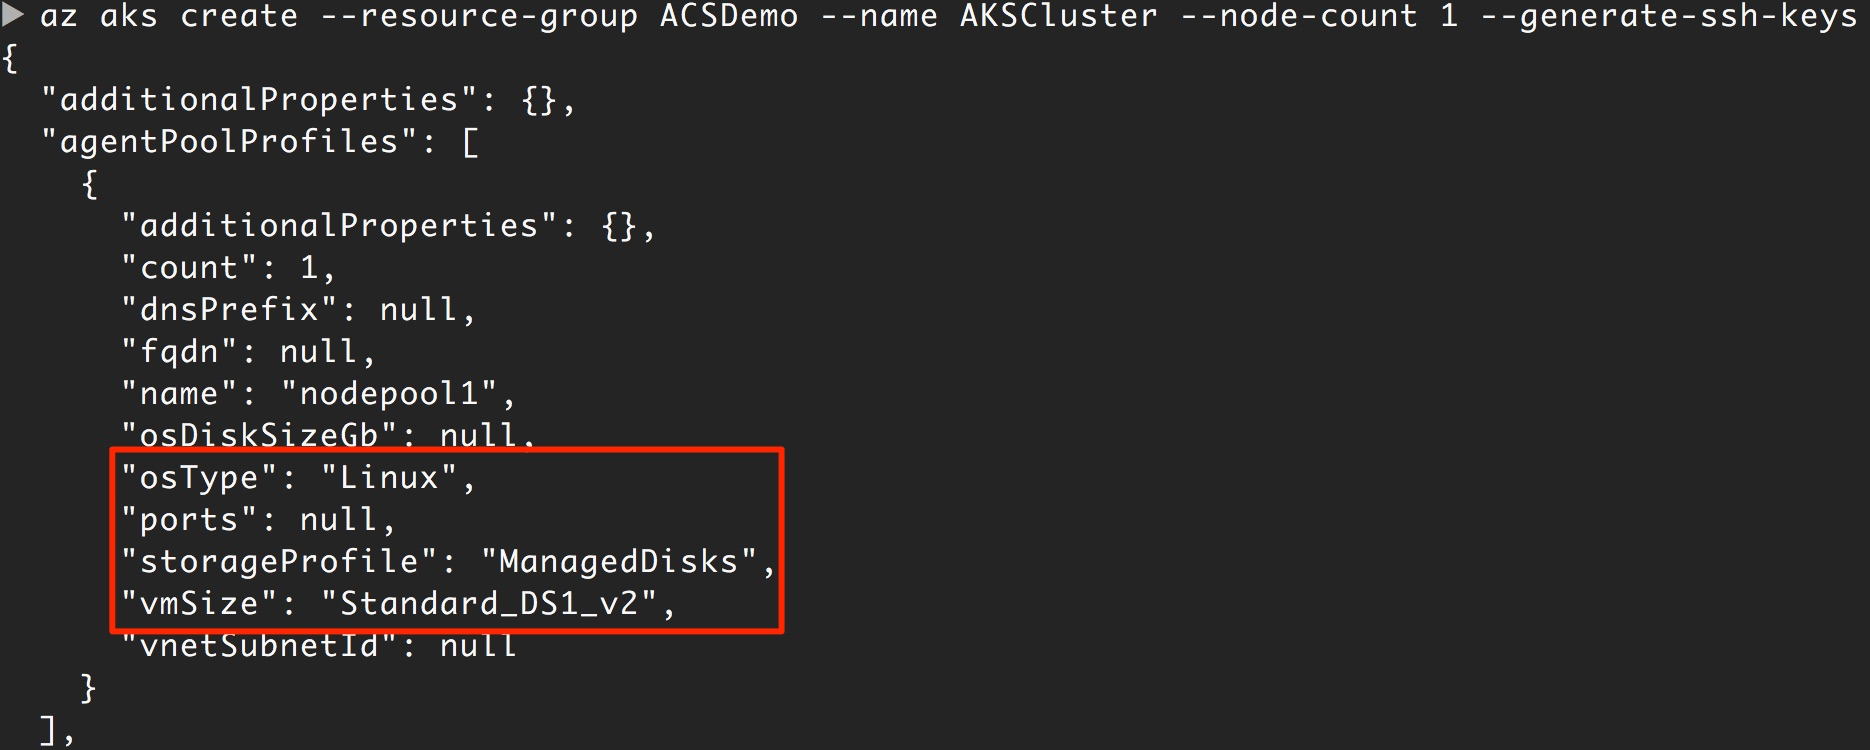 az aks create --resource-group ACSDemo --name AKSCluster --node-count 1 --generate-ssh-keys
{
  "additionalProperties": {},
  "agentPoolProfiles": [
    {
      "additionalProperties": {},
      "count": 1,
      "dnsPrefix": null,
      "fqdn": null,
      "name": "nodepool1",
      "osDiskSizeGb": null,
      "osType": "Linux",
      "ports": null,
      "storageProfile": "ManagedDisks",
      "vmSize": "Standard_DS1_v2",
      "vnetSubnetId": null
    }
  ],